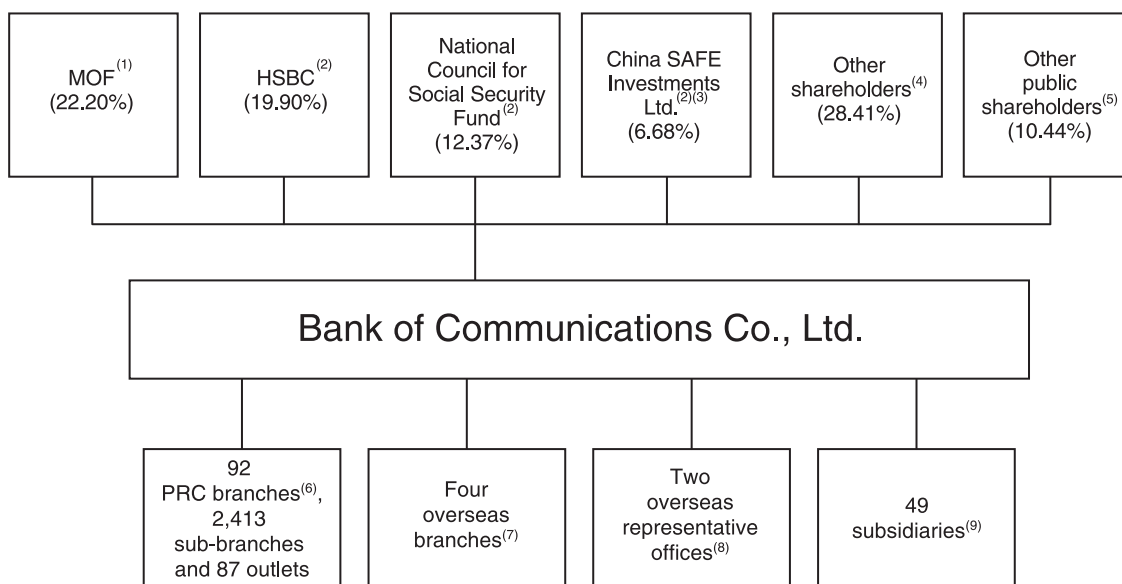 MOF(1)
(22.20%)
HSBC(2)
(19.90%)
National
Council for
Social Security
Fund(2)
(12.37%)
China SAFE
Investments
Ltd.(2)(3)
(6.68%)
Other
shareholders(4)
(28.41%)
Other
public
shareholders(5)
(10.44%)
Bank of Communications Co., Ltd.
92
PRC branches(6),
2,413
sub-branches
and 87 outlets
Four
overseas
branches(7)
Two
overseas
representative
offices(8)
49
subsidiaries(9)